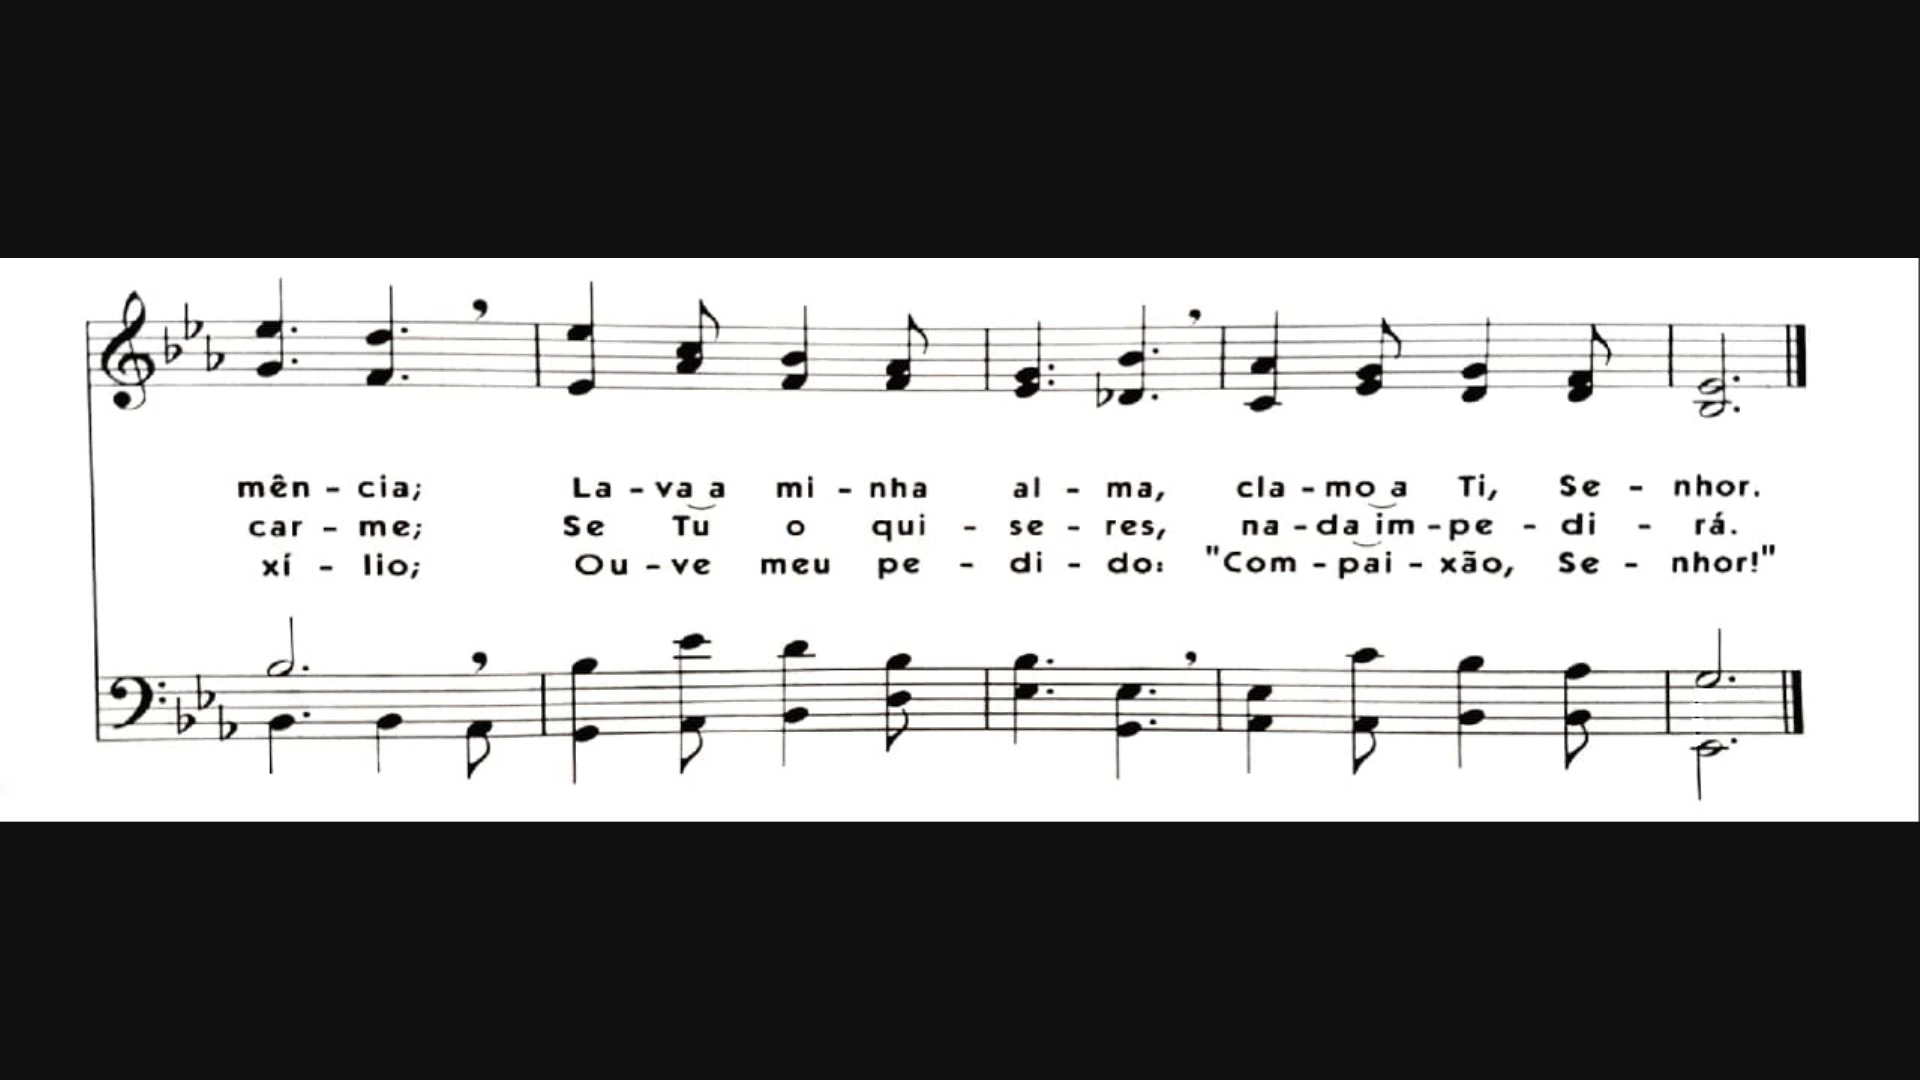 mên - cia; La - va a mi - nha al - ma, cla - mo a Ti, Se - nhor.
car - me; Se Tu o qui - se - res, na - da im - pe - di - rá.
xí - lio; Ou - ve meu pe - di - do: "Com - pai - xão, Se - nhor!"